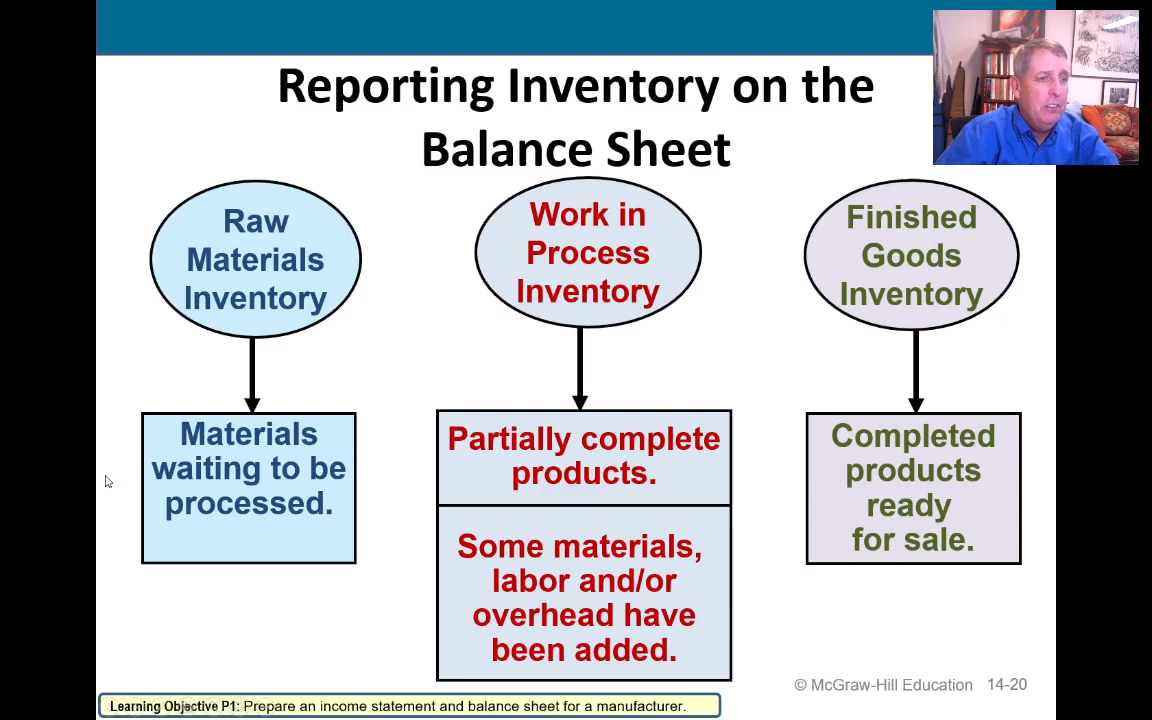 Reporting Inventory on the
Balance Sheet
Raw
Materials
Inventory
Work in
Process
Inventory
Finished
Goods
Inventory
Materials
waiting to be
processed.
Partially complete
products.
Some materials,
labor and/or
overhead have
been added.
Completed
products
ready
for sale.
© McGraw-Hill Education 14-20
Learning Objective P1: Prepare an income statement and balance sheet for a manufacturer.